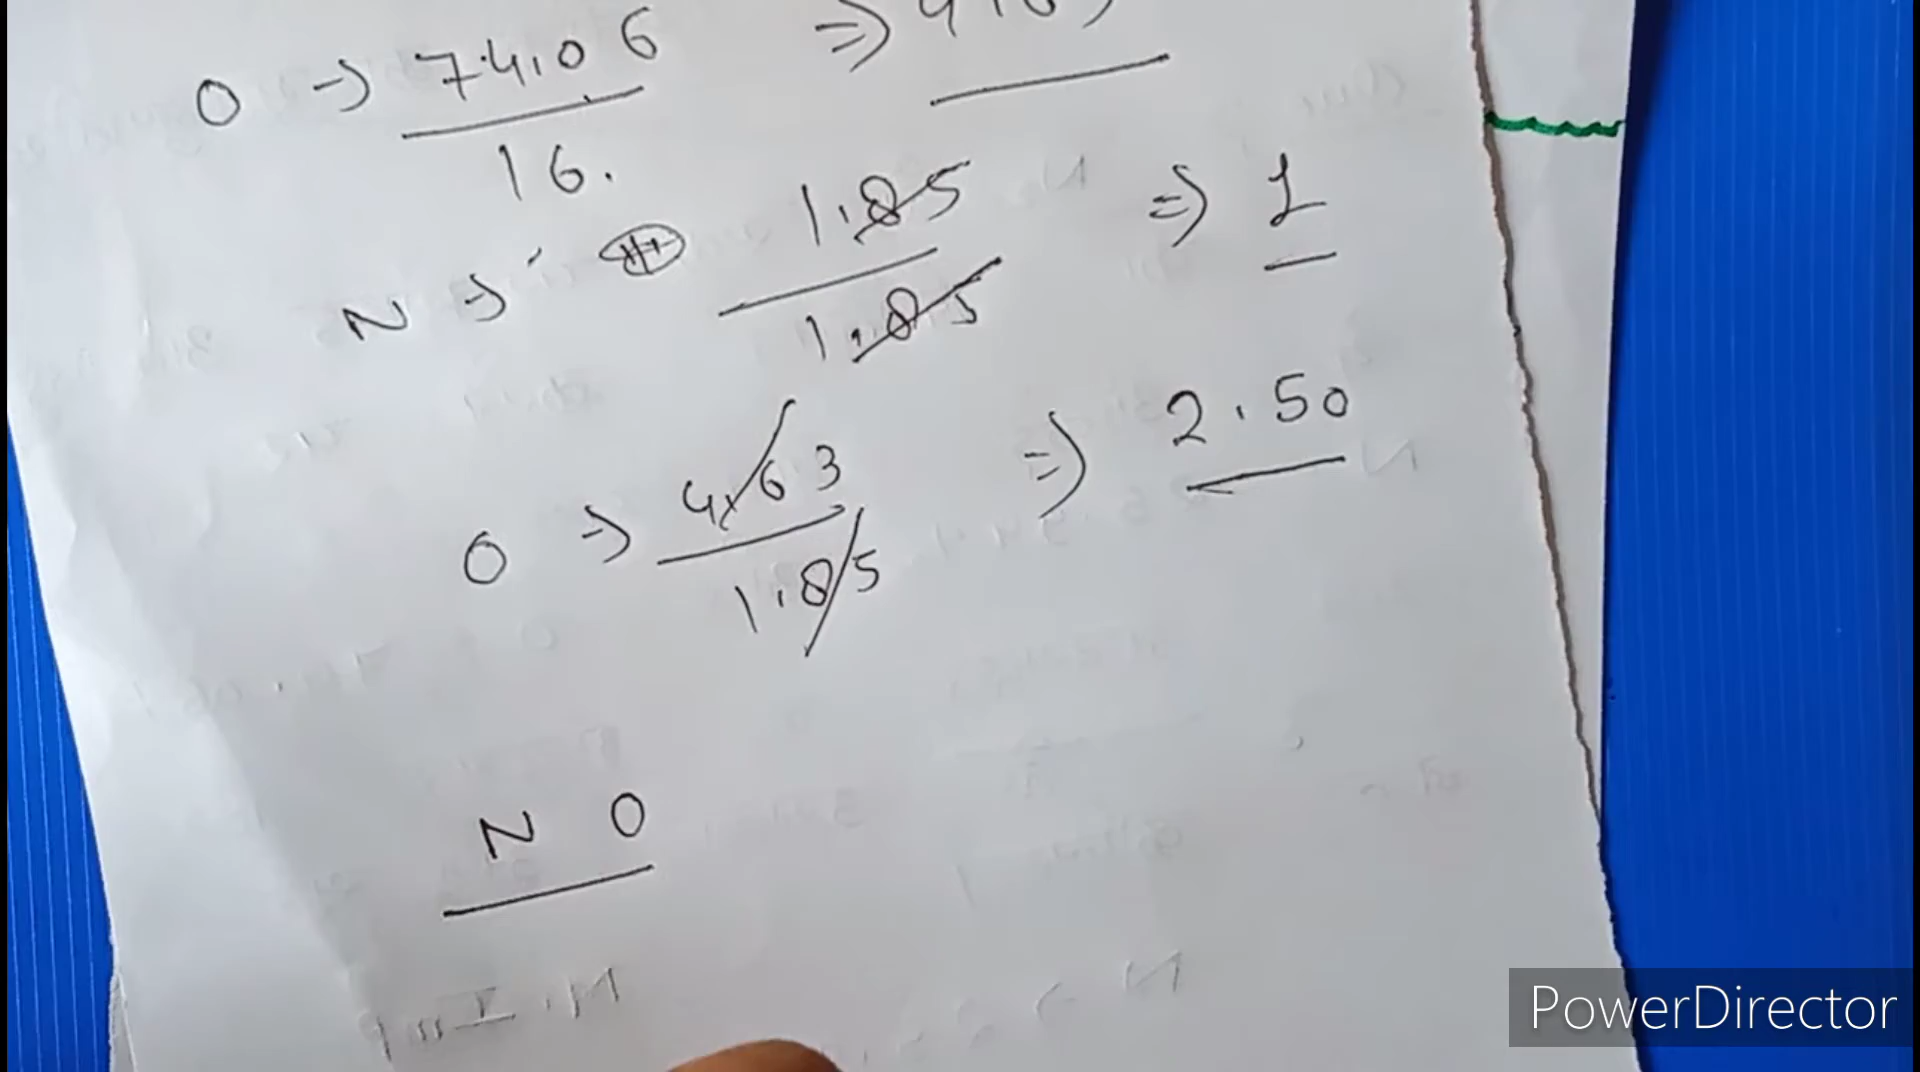 O → 74.06 / 16. ⇒
N → 1.85 / 1.85 ⇒ 1
O → 4.63 / 1.85 ⇒ 2.50
N O
PowerDirector